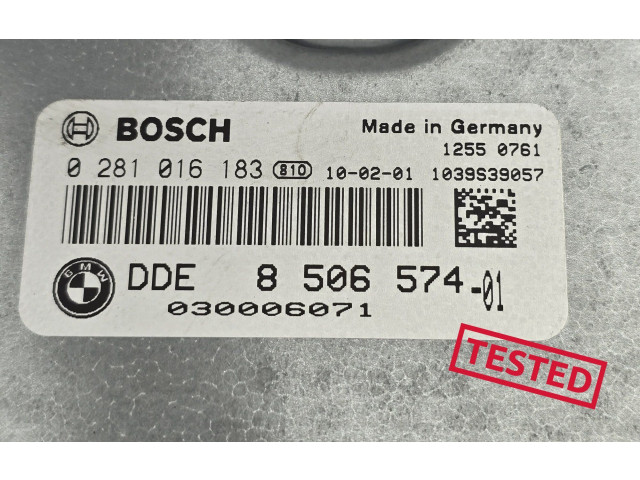 BOSCH Made in Germany
1255 0761
0 281 016 183 810 10-02-01 1039S39057
BMW DDE 8 506 574-01
030006071
TESTED